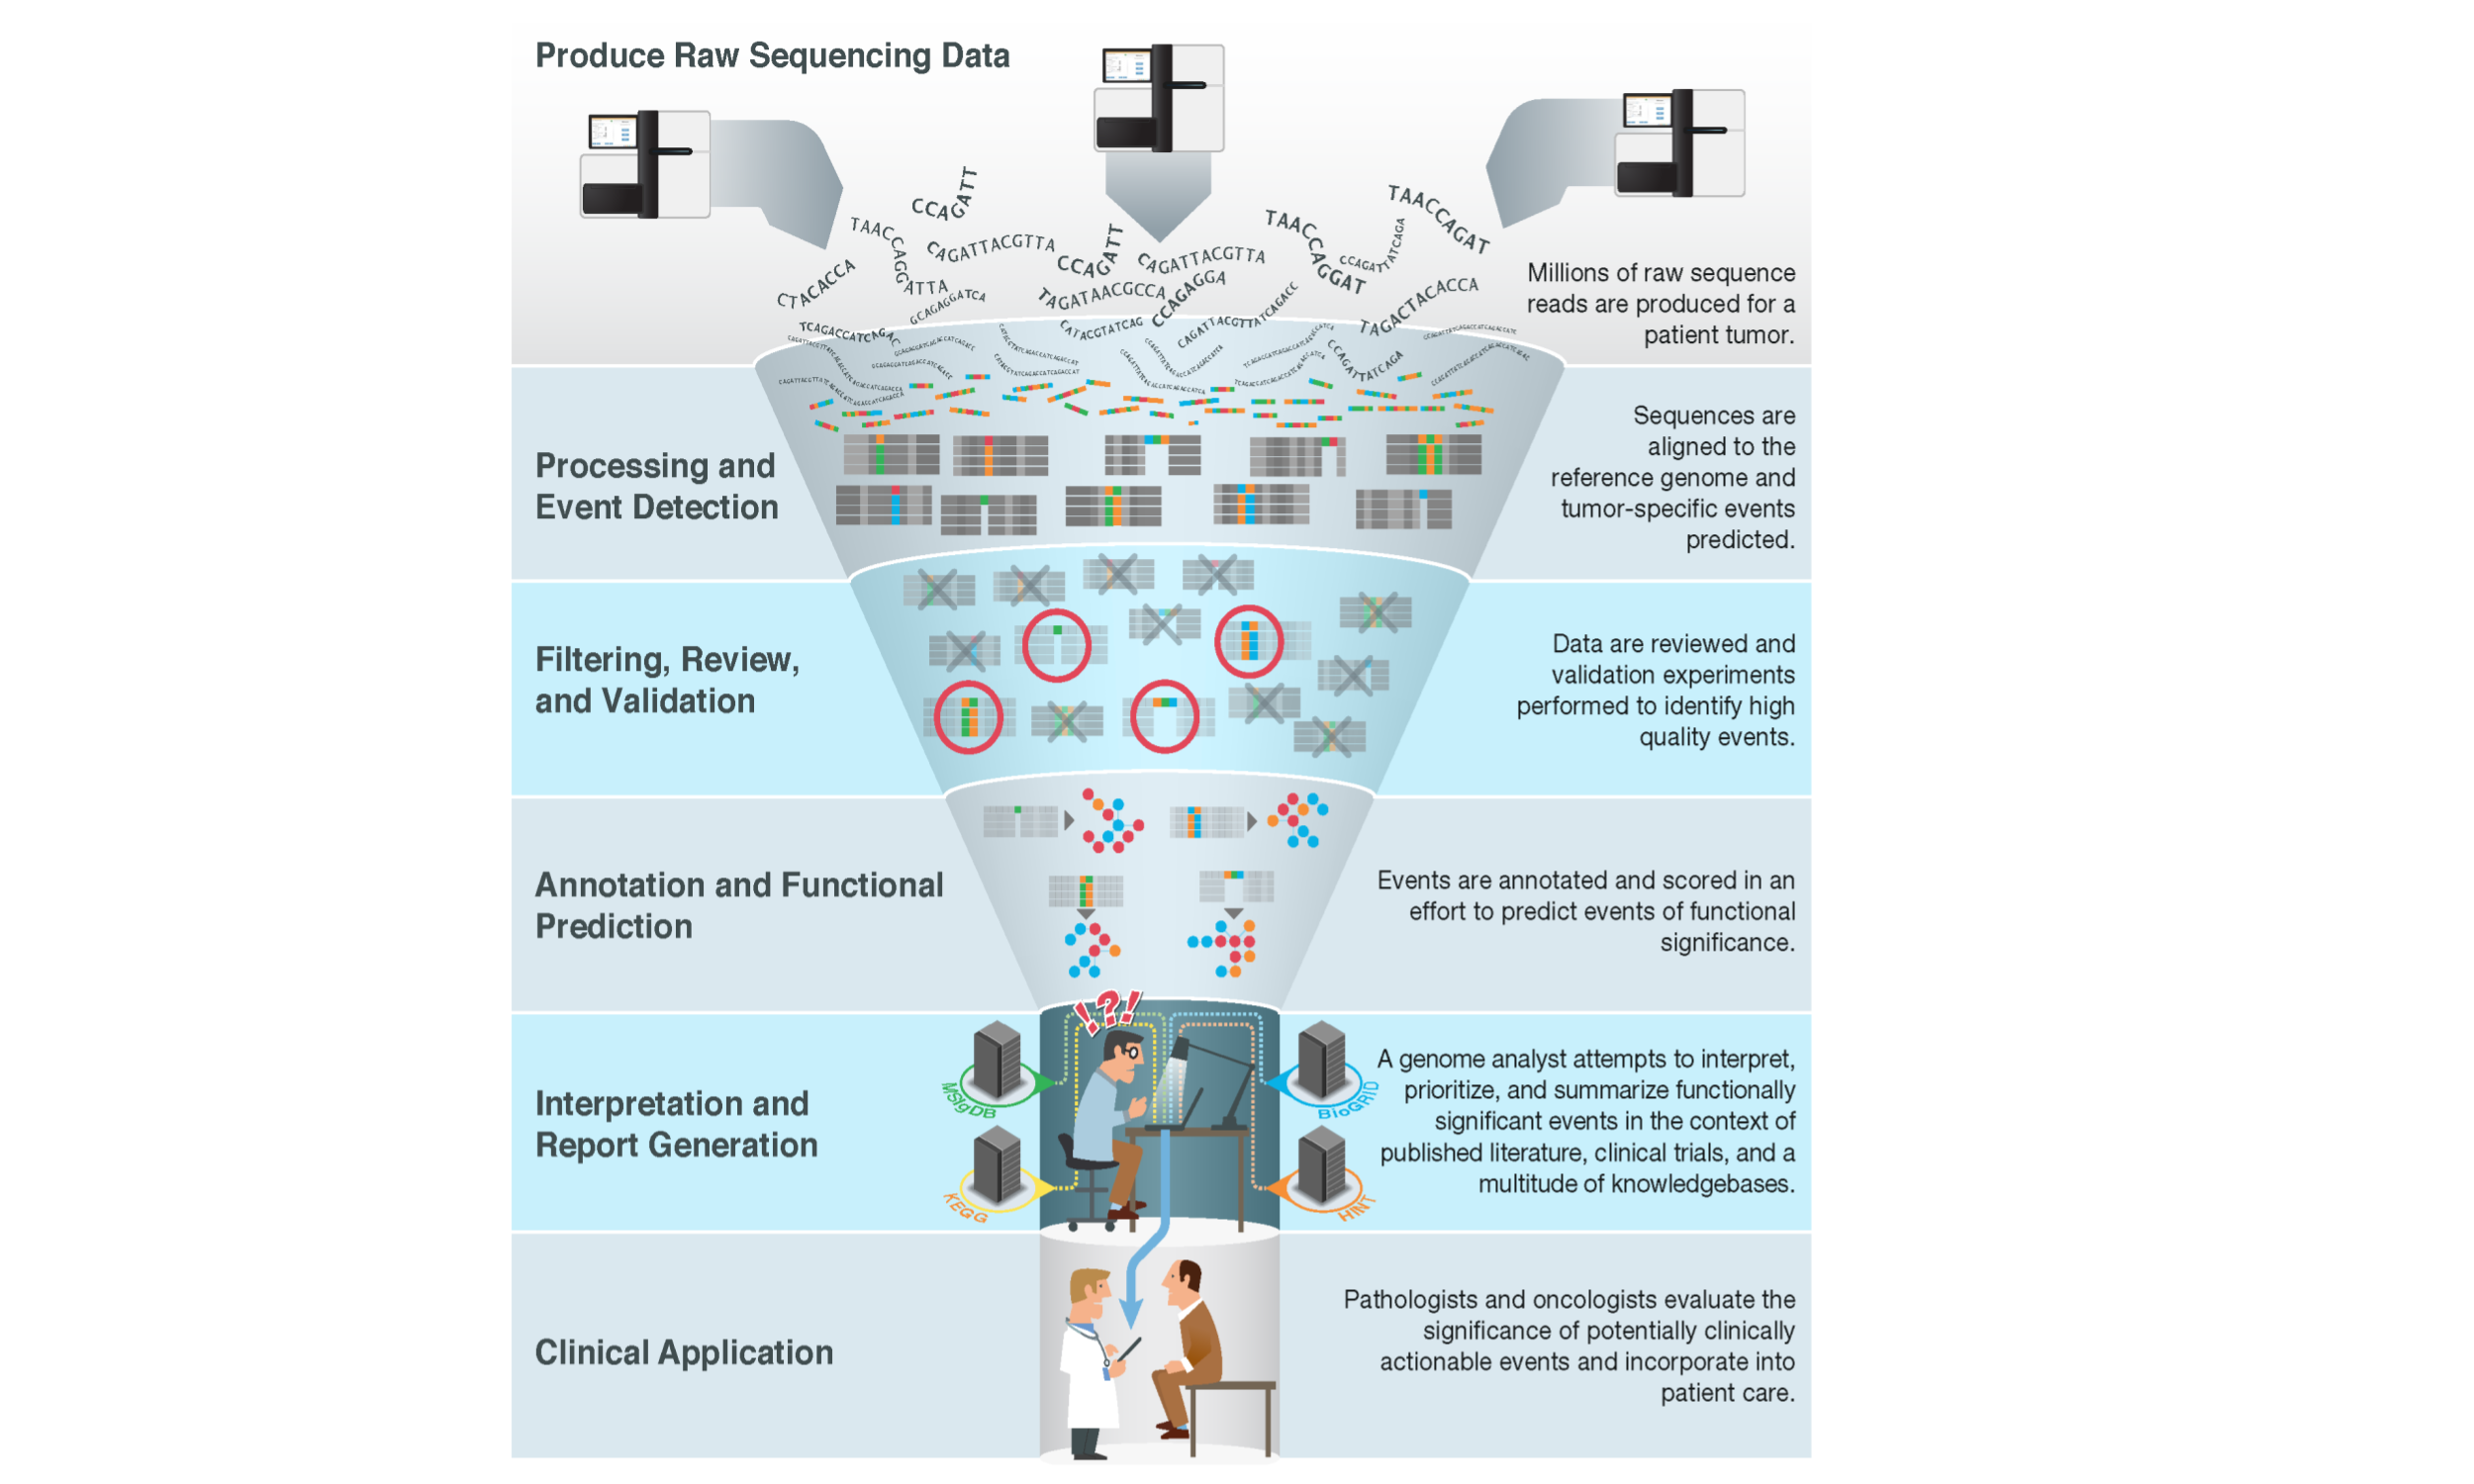 Produce Raw Sequencing Data
CCAGATT
TAACCAGGATTA
CAGATTACGTTA
CCAGATT
CAGATTACGTTA
TAACCAGGAT
CCAGATTATCAGA
TAACCAGAT
CTACACCA
GCAGAGGATCA
TAGATAACGCCA
CCAGAGGA
TAGACTACACCA
TCAGACCATCAGAC
CATACGTATCAG
CAGATTACGTTATCAGACC
CCAGATTATCAGA
Millions of raw sequence
reads are produced for a
patient tumor.
Processing and
Event Detection
Sequences are
aligned to the
reference genome and
tumor-specific events
predicted.
Filtering, Review,
and Validation
Data are reviewed and
validation experiments
performed to identify high
quality events.
Annotation and Functional
Prediction
Events are annotated and scored in an
effort to predict events of functional
significance.
!?!
Interpretation and
Report Generation
MSigDB
KEGG
BioGRID
HINT
A genome analyst attempts to interpret,
prioritize, and summarize functionally
significant events in the context of
published literature, clinical trials, and a
multitude of knowledgebases.
Clinical Application
Pathologists and oncologists evaluate the
significance of potentially clinically
actionable events and incorporate into
patient care.